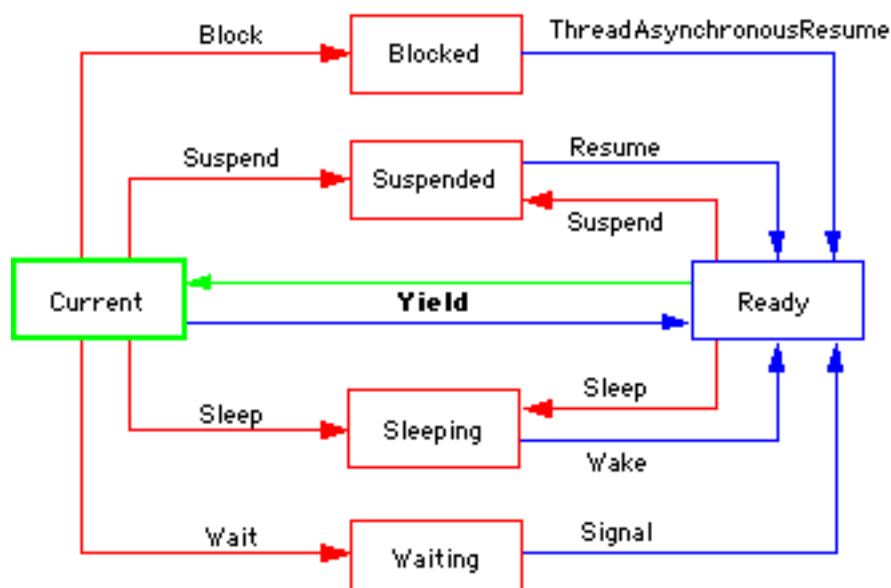 Block
ThreadAsynchronousResume
Blocked
Suspend
Resume
Suspended
Suspend
Current
Yield
Ready
Sleep
Sleep
Sleeping
Wake
Wait
Signal
Waiting